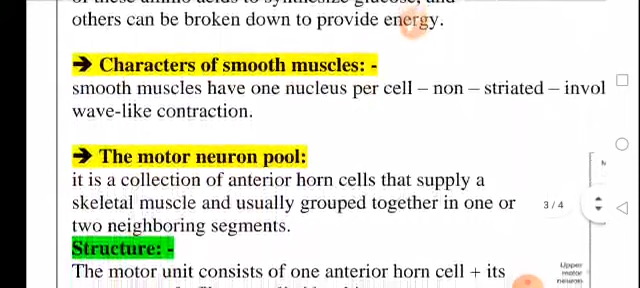 others can be broken down to provide energy.
➔ Characters of smooth muscles: -
smooth muscles have one nucleus per cell – non – striated – invol
wave-like contraction.
➔ The motor neuron pool:
it is a collection of anterior horn cells that supply a
skeletal muscle and usually grouped together in one or
two neighboring segments.
3 / 4
Structure: -
The motor unit consists of one anterior horn cell + its
Upper
motor
neuron